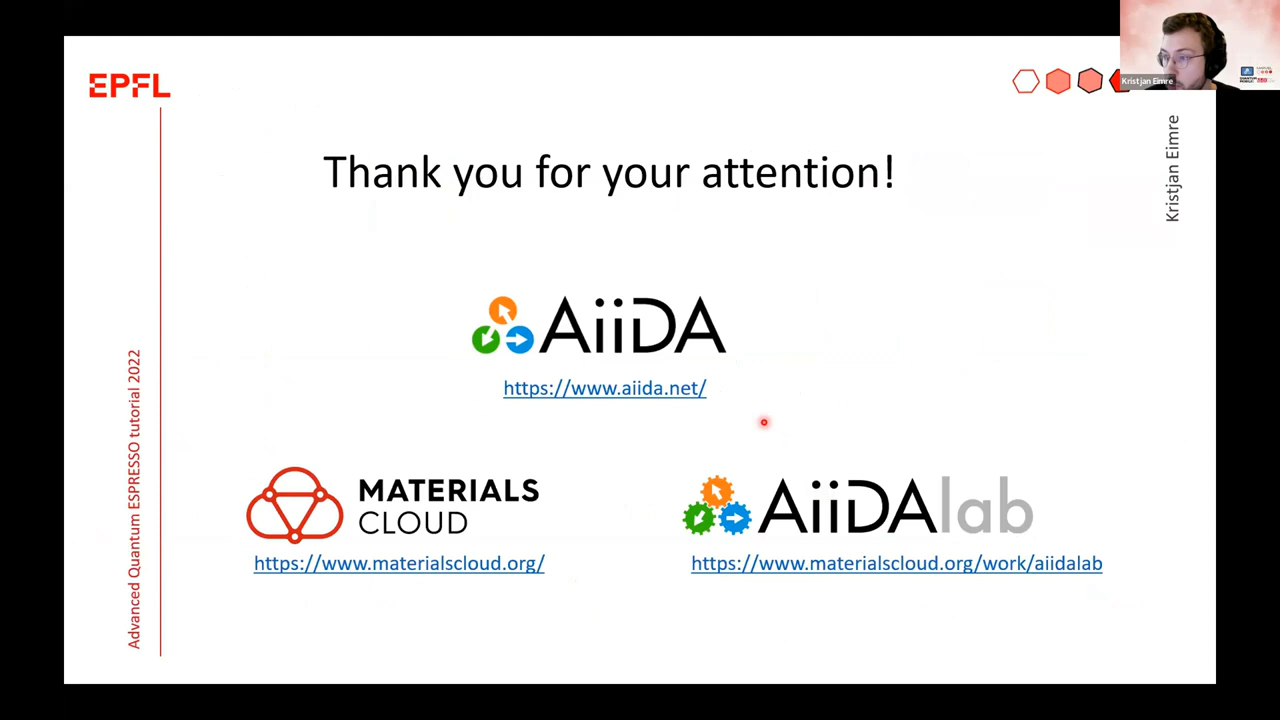 EPFL
Kristjan Eimre
Kristjan Eimre
Thank you for your attention!
AiiDA
https://www.aiida.net/
MATERIALS
CLOUD
https://www.materialscloud.org/
AiiDAlab
https://www.materialscloud.org/work/aiidalab
Advanced Quantum ESPRESSO tutorial 2022